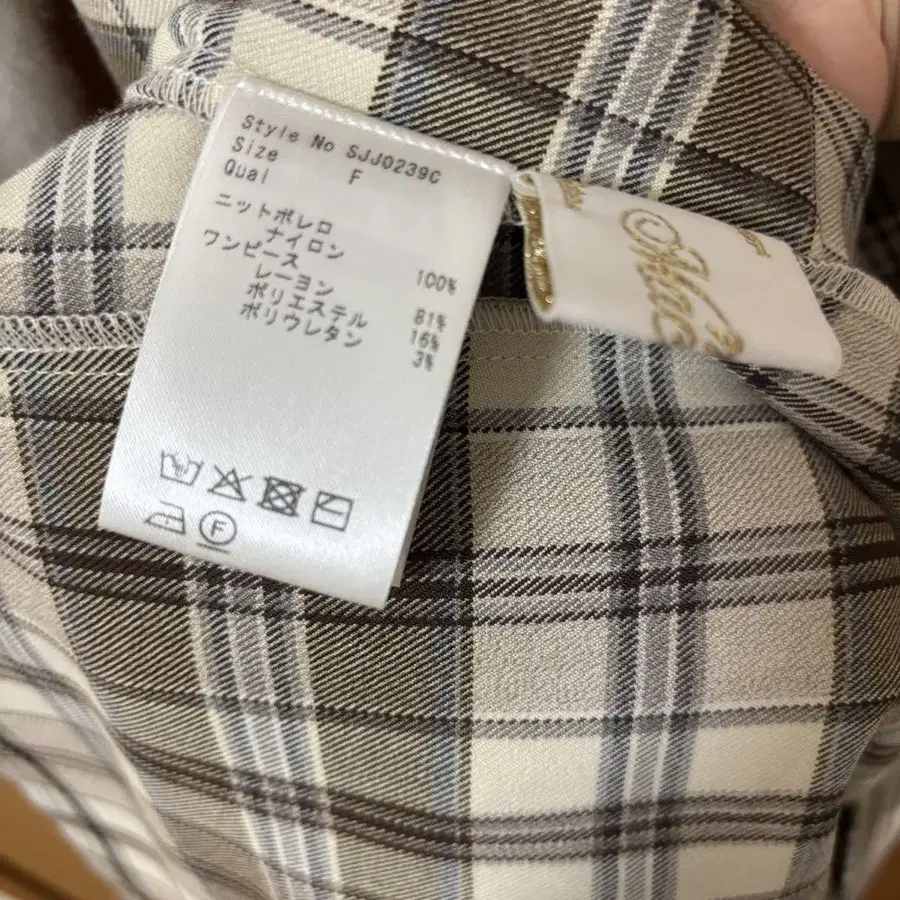 Style No SJJ0239C
Size F
Qual
ニットボレロ
ナイロン 100%
ワンピース
レーヨン 81%
ポリエステル 16%
ポリウレタン 3%
F